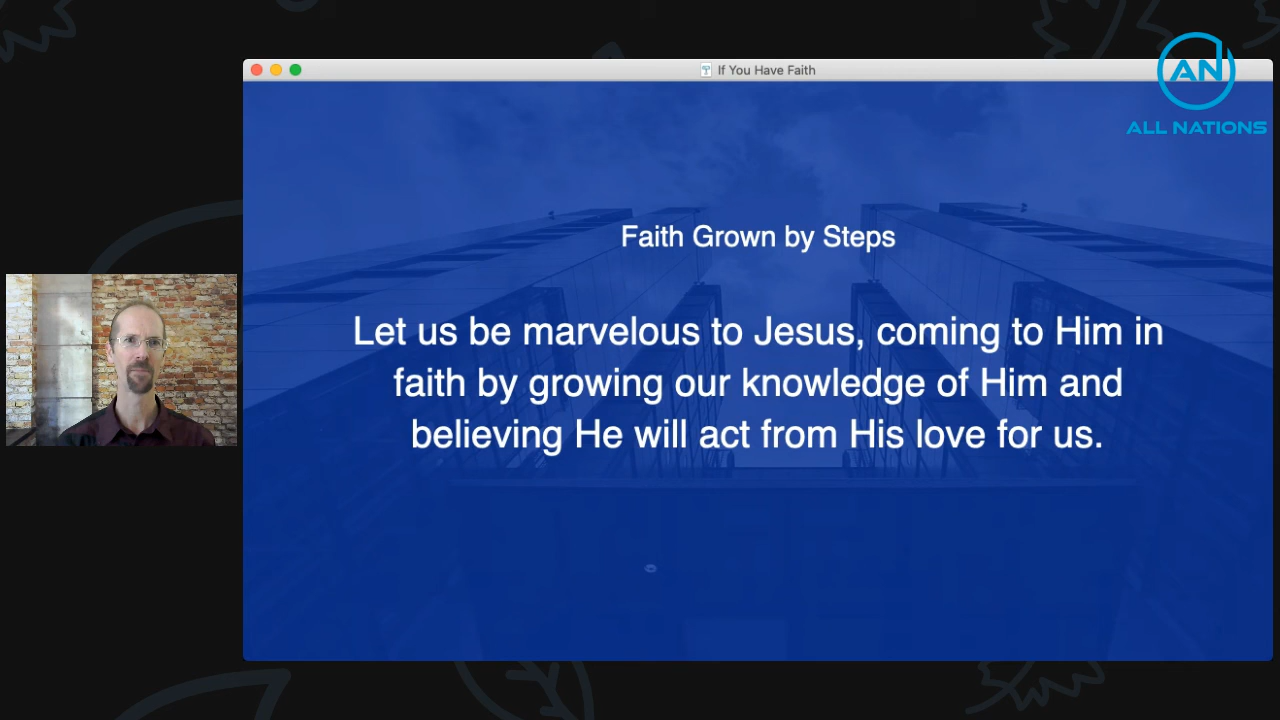 If You Have Faith
AN
ALL NATIONS
Faith Grown by Steps
Let us be marvelous to Jesus, coming to Him in
faith by growing our knowledge of Him and
believing He will act from His love for us.